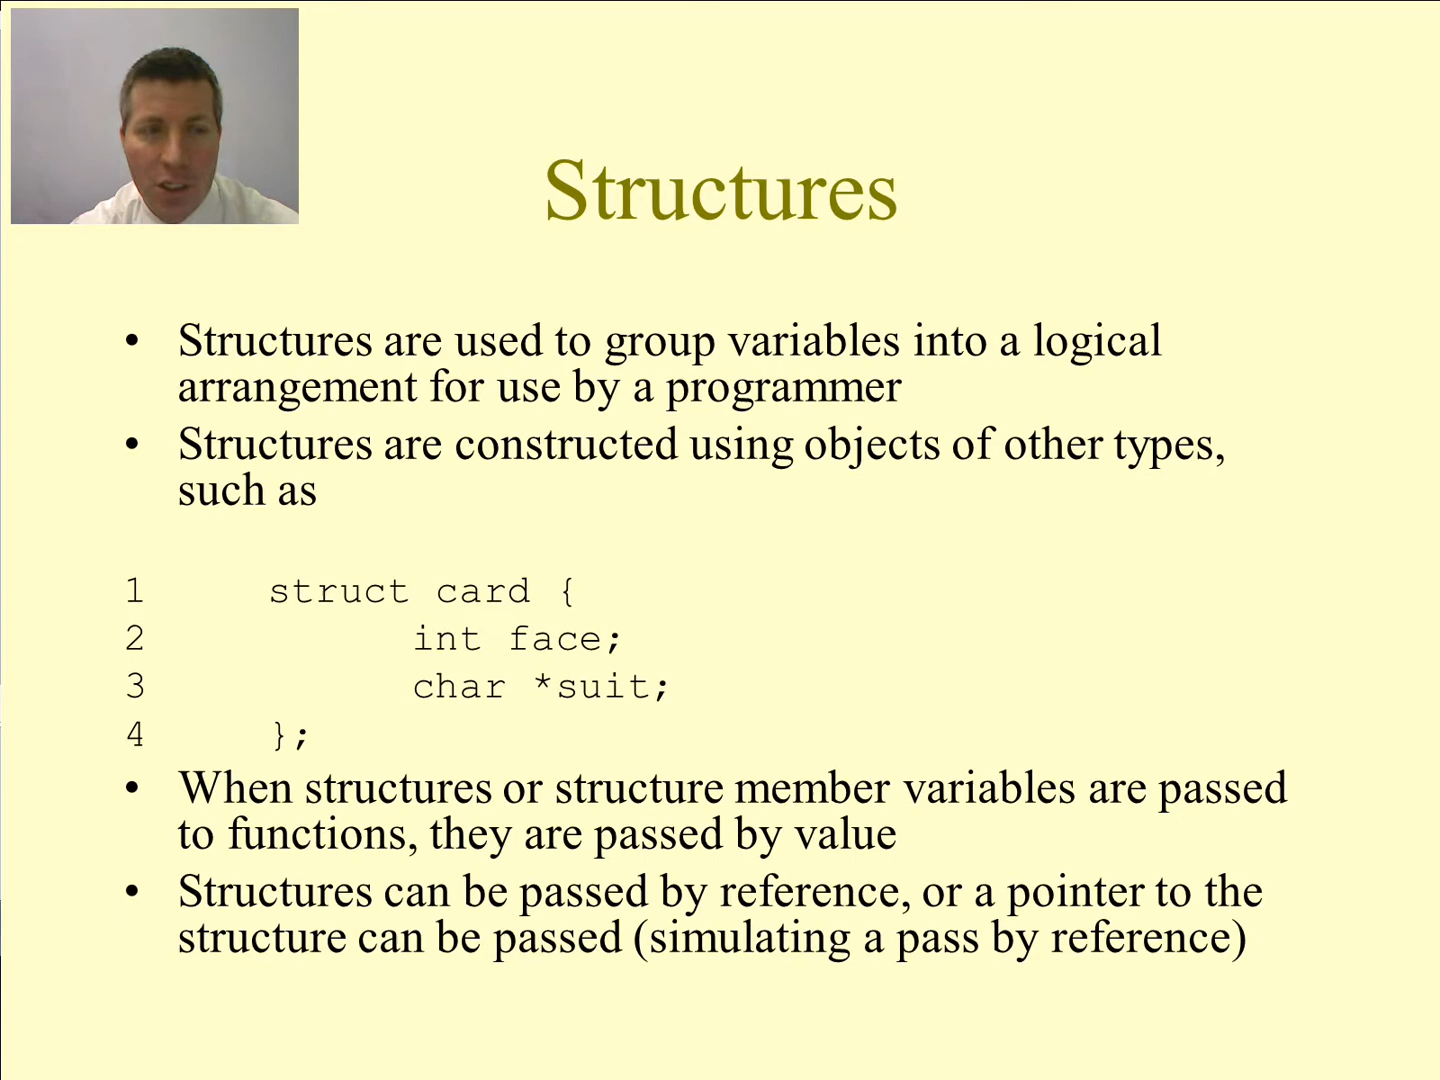 Structures
• Structures are used to group variables into a logical
arrangement for use by a programmer
• Structures are constructed using objects of other types,
such as
1 struct card {
2 int face;
3 char *suit;
4 };
• When structures or structure member variables are passed
to functions, they are passed by value
• Structures can be passed by reference, or a pointer to the
structure can be passed (simulating a pass by reference)